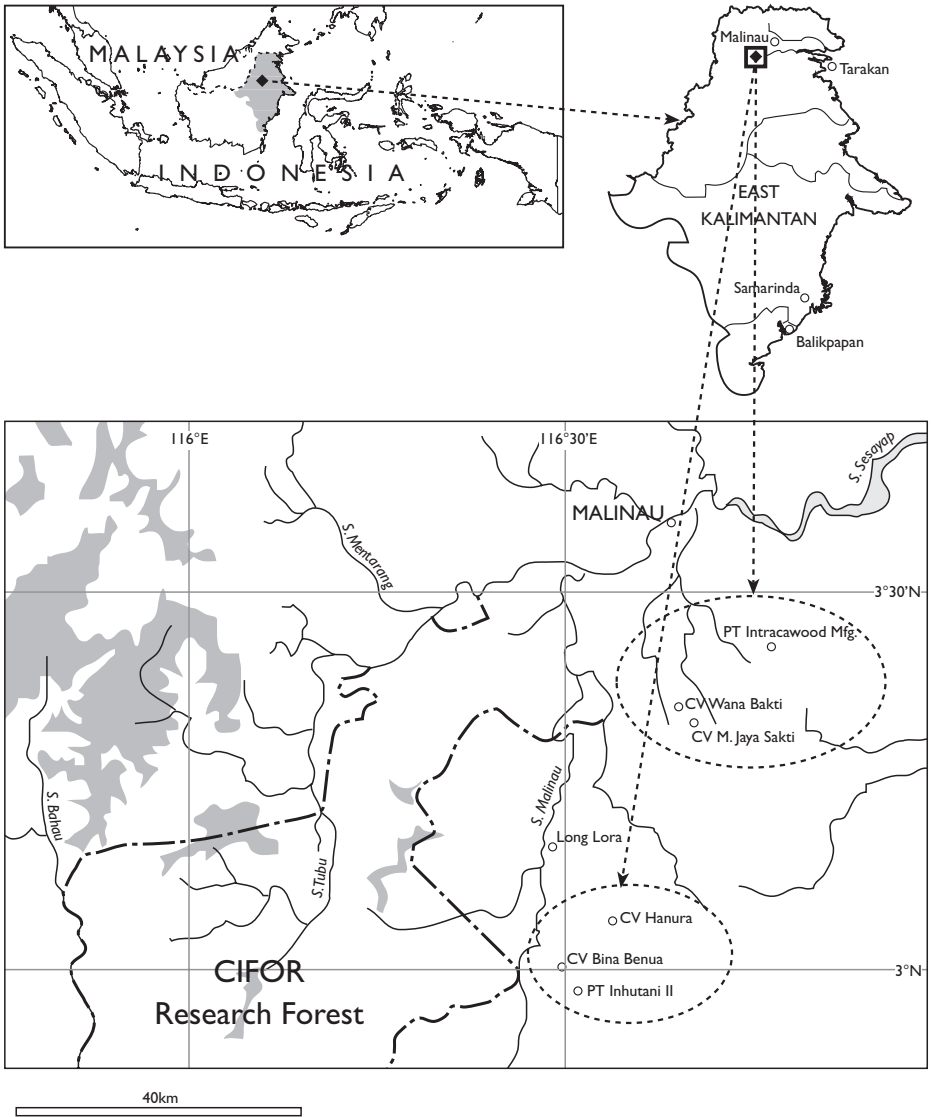 MALAYSIA
INDONESIA
Malinau
Tarakan
EAST
KALIMANTAN
Samarinda
Balikpapan
116°E
116°30'E
S. Sesayap
MALINAU
S. Mentarang
3°30'N
PT Intracawood Mfg.
CV Wana Bakti
CV M. Jaya Sakti
S. Bahau
S. Malinau
Long Lora
S.Tubu
CV Hanura
CV Bina Benua
3°N
CIFOR
PT Inhutani II
Research Forest
40km